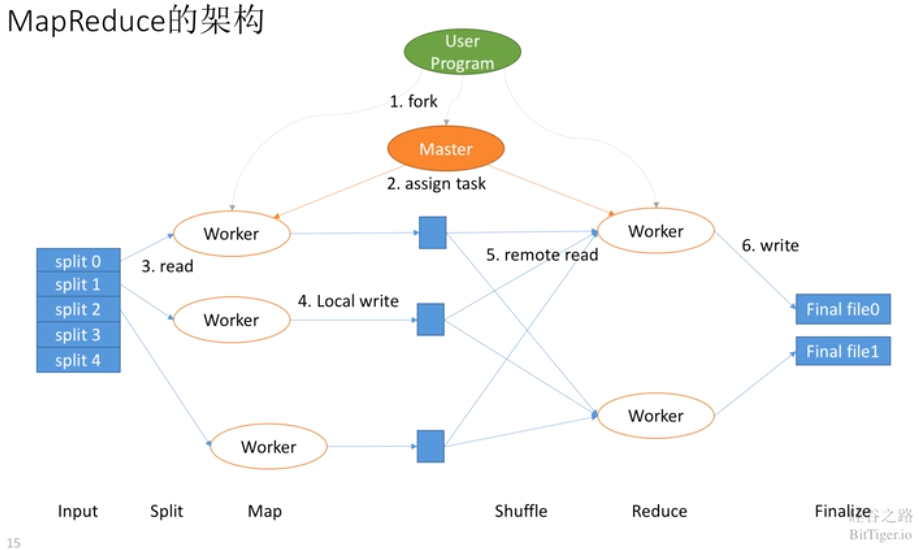 MapReduce的架构
User
Program
1. fork
Master
2. assign task
Worker
Worker
split 0
split 1
split 2
split 3
split 4
3. read
5. remote read
6. write
4. Local write
Worker
Final file0
Final file1
Worker
Worker
Input
Split
Map
Shuffle
Reduce
Finalize
硅谷之路
BitTiger.io
15